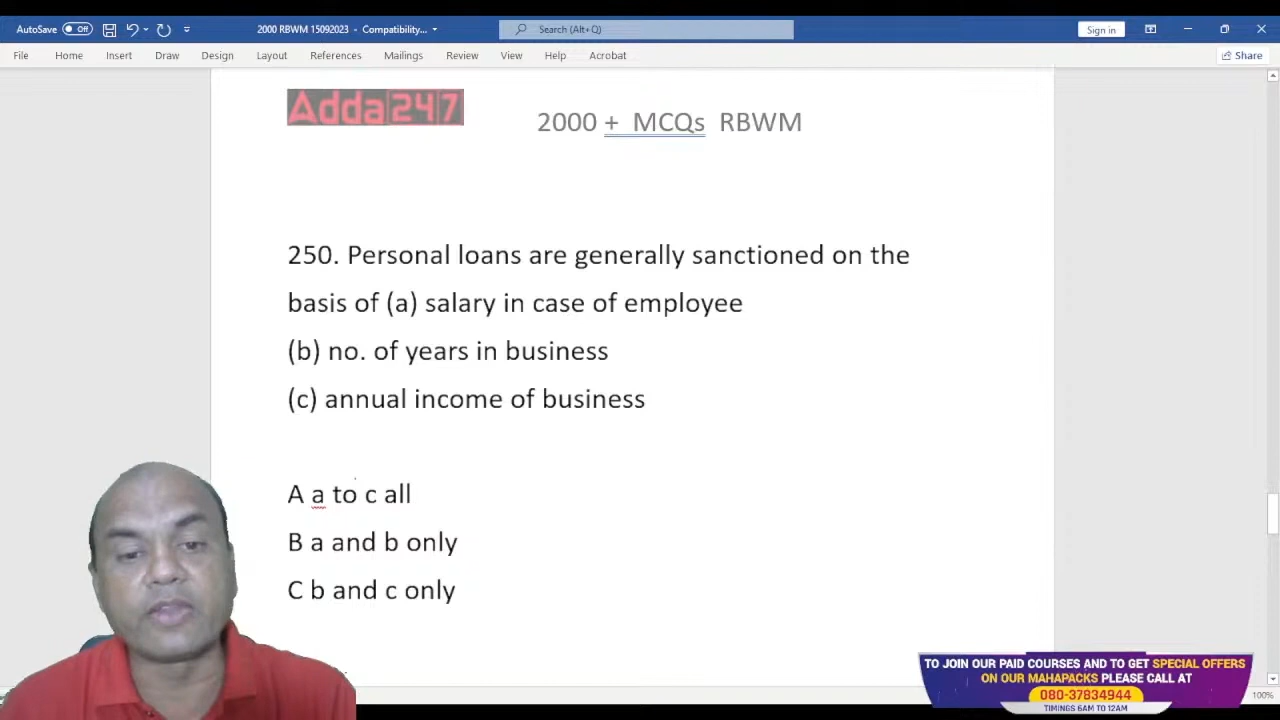 AutoSave Off 2000 RBWM 15092023 - Compatibility... Search (Alt+Q) Sign in
File Home Insert Draw Design Layout References Mailings Review View Help Acrobat Share
Adda247
2000 + MCQs RBWM
250. Personal loans are generally sanctioned on the
basis of (a) salary in case of employee
(b) no. of years in business
(c) annual income of business
A a to c all
B a and b only
C b and c only
TO JOIN OUR PAID COURSES AND TO GET SPECIAL OFFERS
ON OUR MAHAPACKS PLEASE CALL AT
080-37834944
TIMINGS 6AM TO 12AM
100%